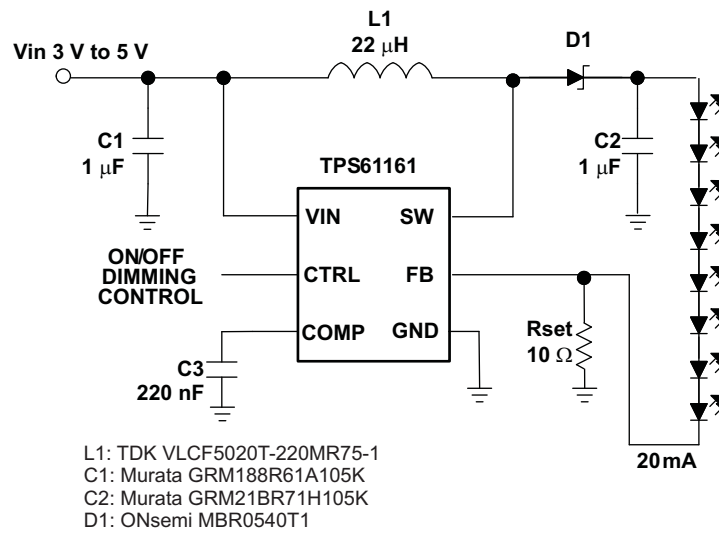 L1
22 μH
D1
Vin 3 V to 5 V
C1
1 μF
C2
1 μF
TPS61161
VIN
SW
ON/OFF
DIMMING
CONTROL
CTRL
FB
COMP
GND
Rset
10 Ω
C3
220 nF
20mA
L1: TDK VLCF5020T-220MR75-1
C1: Murata GRM188R61A105K
C2: Murata GRM21BR71H105K
D1: ONsemi MBR0540T1